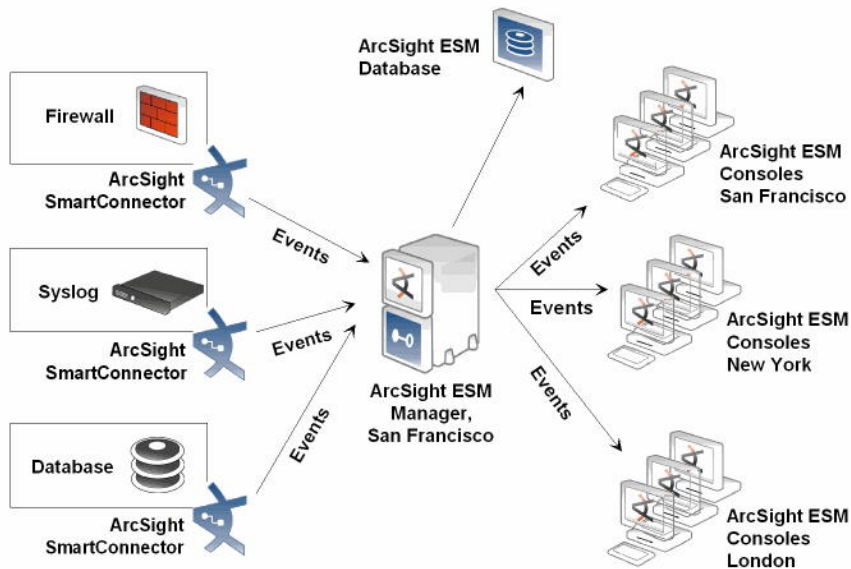 ArcSight ESM
Database
Firewall
ArcSight
SmartConnector
Events
Syslog
ArcSight
SmartConnector
Events
Database
ArcSight
SmartConnector
Events
ArcSight ESM
Manager,
San Francisco
Events
ArcSight ESM
Consoles
San Francisco
Events
ArcSight ESM
Consoles
New York
Events
ArcSight ESM
Consoles
London